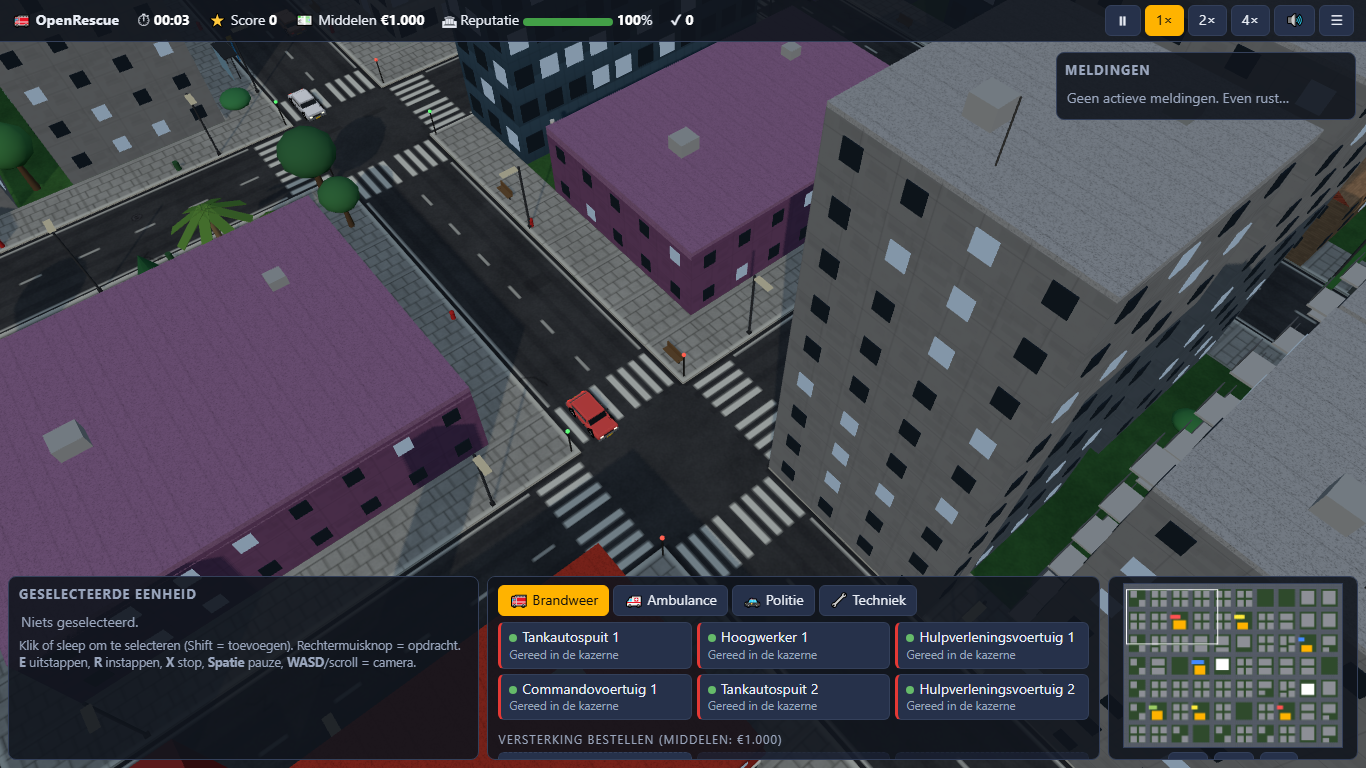 OpenRescue 00:03 Score 0 Middelen €1.000 Reputatie 100% ✓ 0 1× 2× 4×
MELDINGEN
Geen actieve meldingen. Even rust...
GESELECTEERDE EENHEID
Niets geselecteerd.
Klik of sleep om te selecteren (Shift = toevoegen). Rechtermuisknop = opdracht.
E uitstappen, R instappen, X stop, Spatie pauze, WASD/scroll = camera.
Brandweer Ambulance Politie Techniek
Tankautospuit 1 Hoogwerker 1 Hulpverleningsvoertuig 1
Gereed in de kazerne Gereed in de kazerne Gereed in de kazerne
Commandovoertuig 1 Tankautospuit 2 Hulpverleningsvoertuig 2
Gereed in de kazerne Gereed in de kazerne Gereed in de kazerne
VERSTERKING BESTELLEN (MIDDELEN: €1.000)